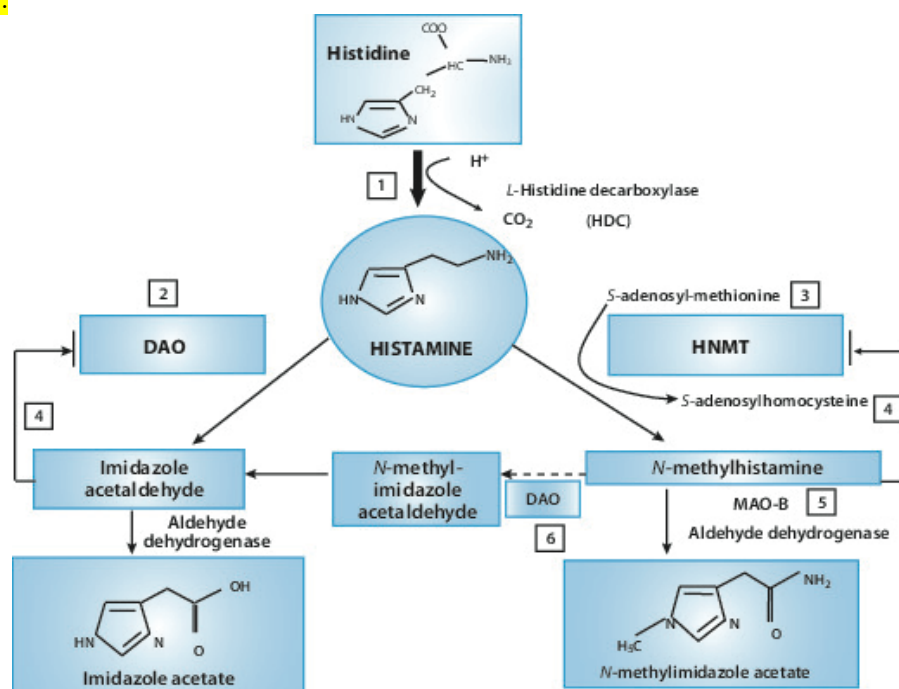 .
Histidine
COO
HC
NH₂
CH₂
HN
N
1
H⁺
L-Histidine decarboxylase
CO₂ (HDC)
NH₂
HN
N
HISTAMINE
2
DAO
S-adenosyl-methionine 3
HNMT
4
S-adenosylhomocysteine 4
Imidazole
acetaldehyde
N-methyl-
imidazole
acetaldehyde
DAO
6
N-methylhistamine
MAO-B 5
Aldehyde dehydrogenase
Aldehyde
dehydrogenase
OH
HN
N
O
Imidazole acetate
NH₂
N
N
O
H₃C
N-methylimidazole acetate